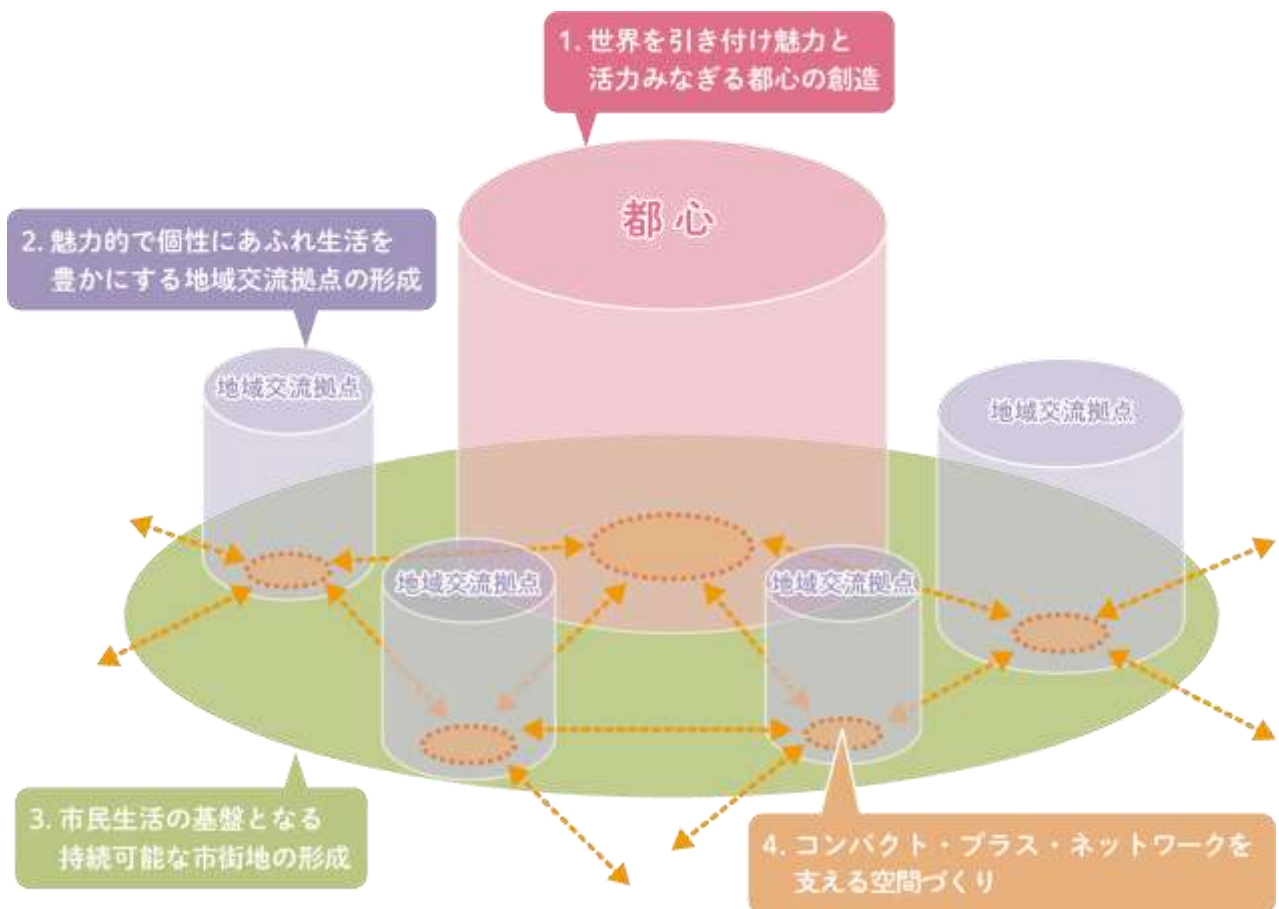 1. 世界を引き付け魅力と
活力みなぎる都心の創造
都心
2. 魅力的で個性にあふれ生活を
豊かにする地域交流拠点の形成
地域交流拠点
地域交流拠点
地域交流拠点
地域交流拠点
3. 市民生活の基盤となる
持続可能な市街地の形成
4. コンパクト・プラス・ネットワークを
支える空間づくり